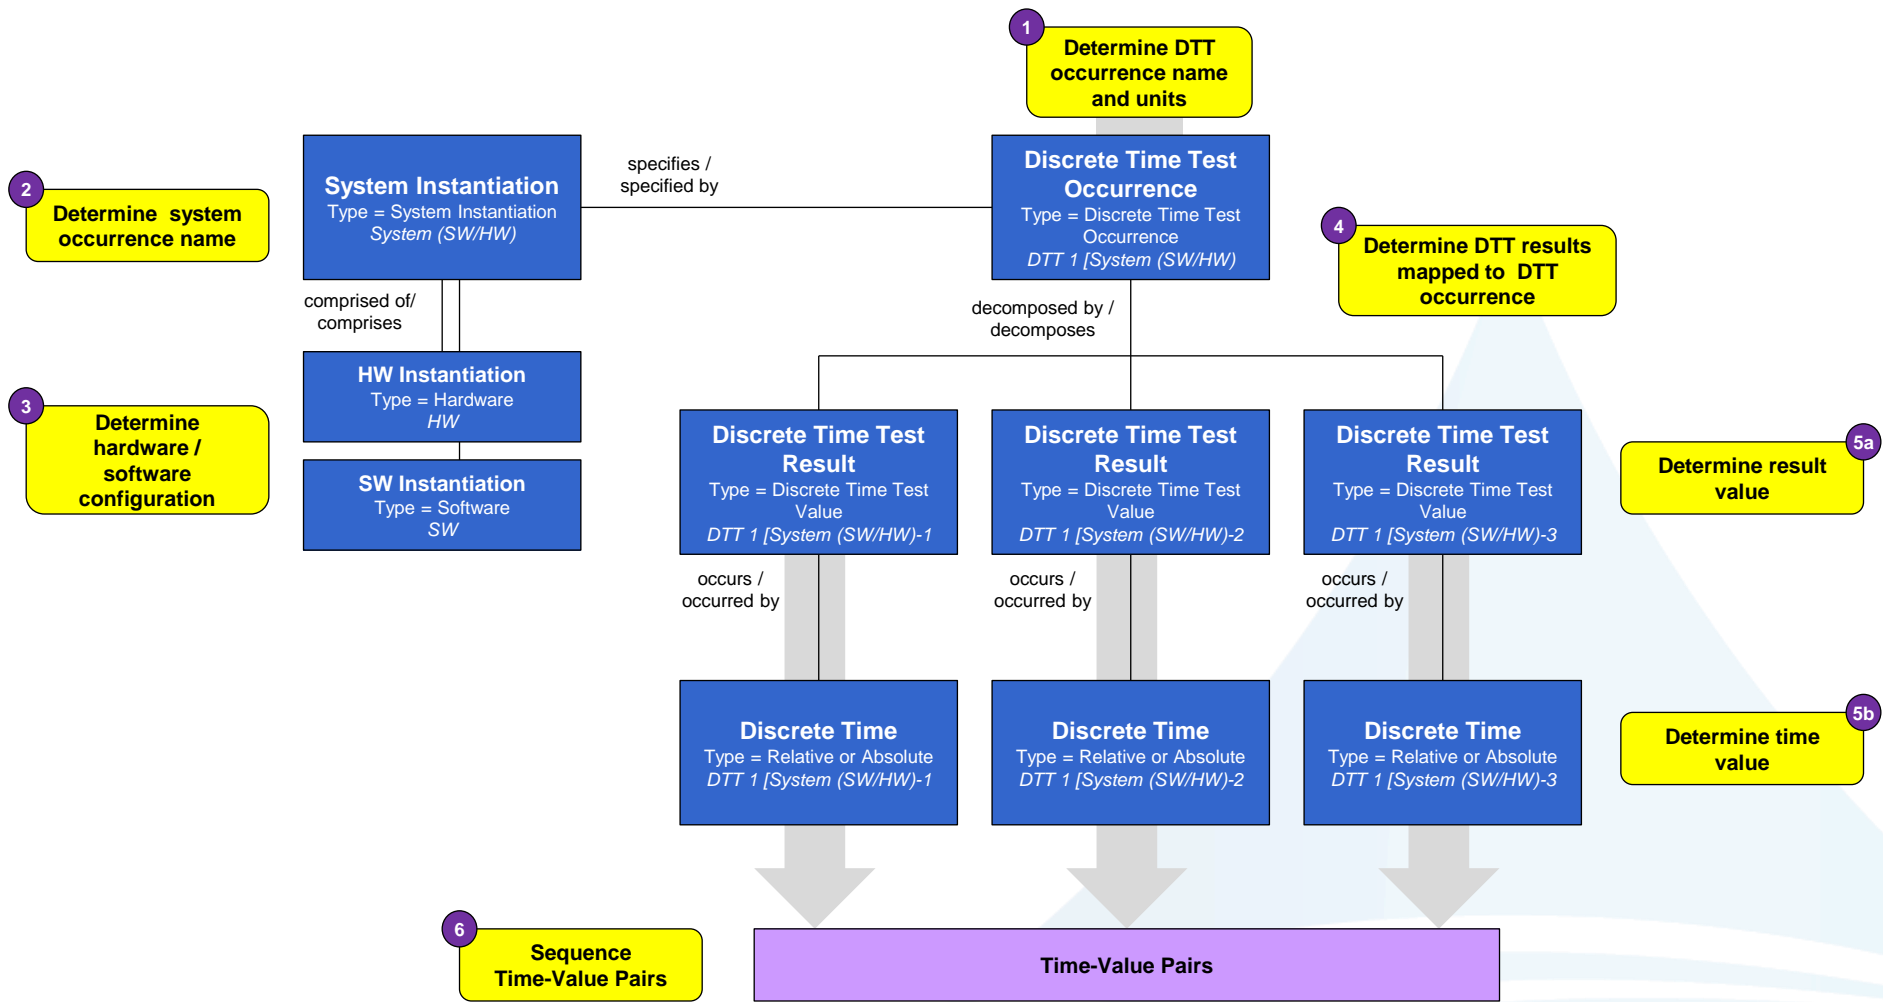 1
Determine DTT
occurrence name
and units
2
Determine  system
occurrence name
System Instantiation
Type = System Instantiation
System (SW/HW)
specifies /
specified by
Discrete Time Test
Occurrence
Type = Discrete Time Test
Occurrence
DTT 1 [System (SW/HW)
4
Determine DTT results
mapped to  DTT
occurrence
comprised of/
comprises
decomposed by /
decomposes
3
Determine
hardware /
software
configuration
HW Instantiation
Type = Hardware
HW
SW Instantiation
Type = Software
SW
Discrete Time Test
Result
Type = Discrete Time Test
Value
DTT 1 [System (SW/HW)-1
Discrete Time Test
Result
Type = Discrete Time Test
Value
DTT 1 [System (SW/HW)-2
Discrete Time Test
Result
Type = Discrete Time Test
Value
DTT 1 [System (SW/HW)-3
5a
Determine result
value
occurs /
occurred by
occurs /
occurred by
occurs /
occurred by
Discrete Time
Type = Relative or Absolute
DTT 1 [System (SW/HW)-1
Discrete Time
Type = Relative or Absolute
DTT 1 [System (SW/HW)-2
Discrete Time
Type = Relative or Absolute
DTT 1 [System (SW/HW)-3
5b
Determine time
value
6
Sequence
Time-Value Pairs
Time-Value Pairs